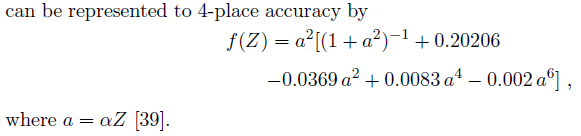 can be represented to 4-place accuracy by
f(Z) = a²[(1 + a²)⁻¹ + 0.20206
−0.0369 a² + 0.0083 a⁴ − 0.002 a⁶] ,
where a = αZ [39].